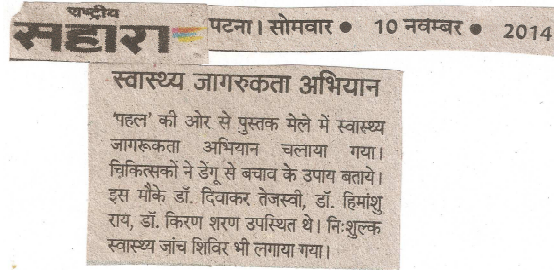 राष्ट्रीय
सहारा
पटना। सोमवार ● 10 नवम्बर ● 2014
स्वास्थ्य जागरुकता अभियान
'पहल' की ओर से पुस्तक मेले में स्वास्थ्य
जागरूकता अभियान चलाया गया।
चिकित्सकों ने डेंगू से बचाव के उपाय बताये।
इस मौके डॉ. दिवाकर तेजस्वी, डॉ. हिमांशु
राय, डॉ. किरण शरण उपस्थित थे। निःशुल्क
स्वास्थ्य जांच शिविर भी लगाया गया।